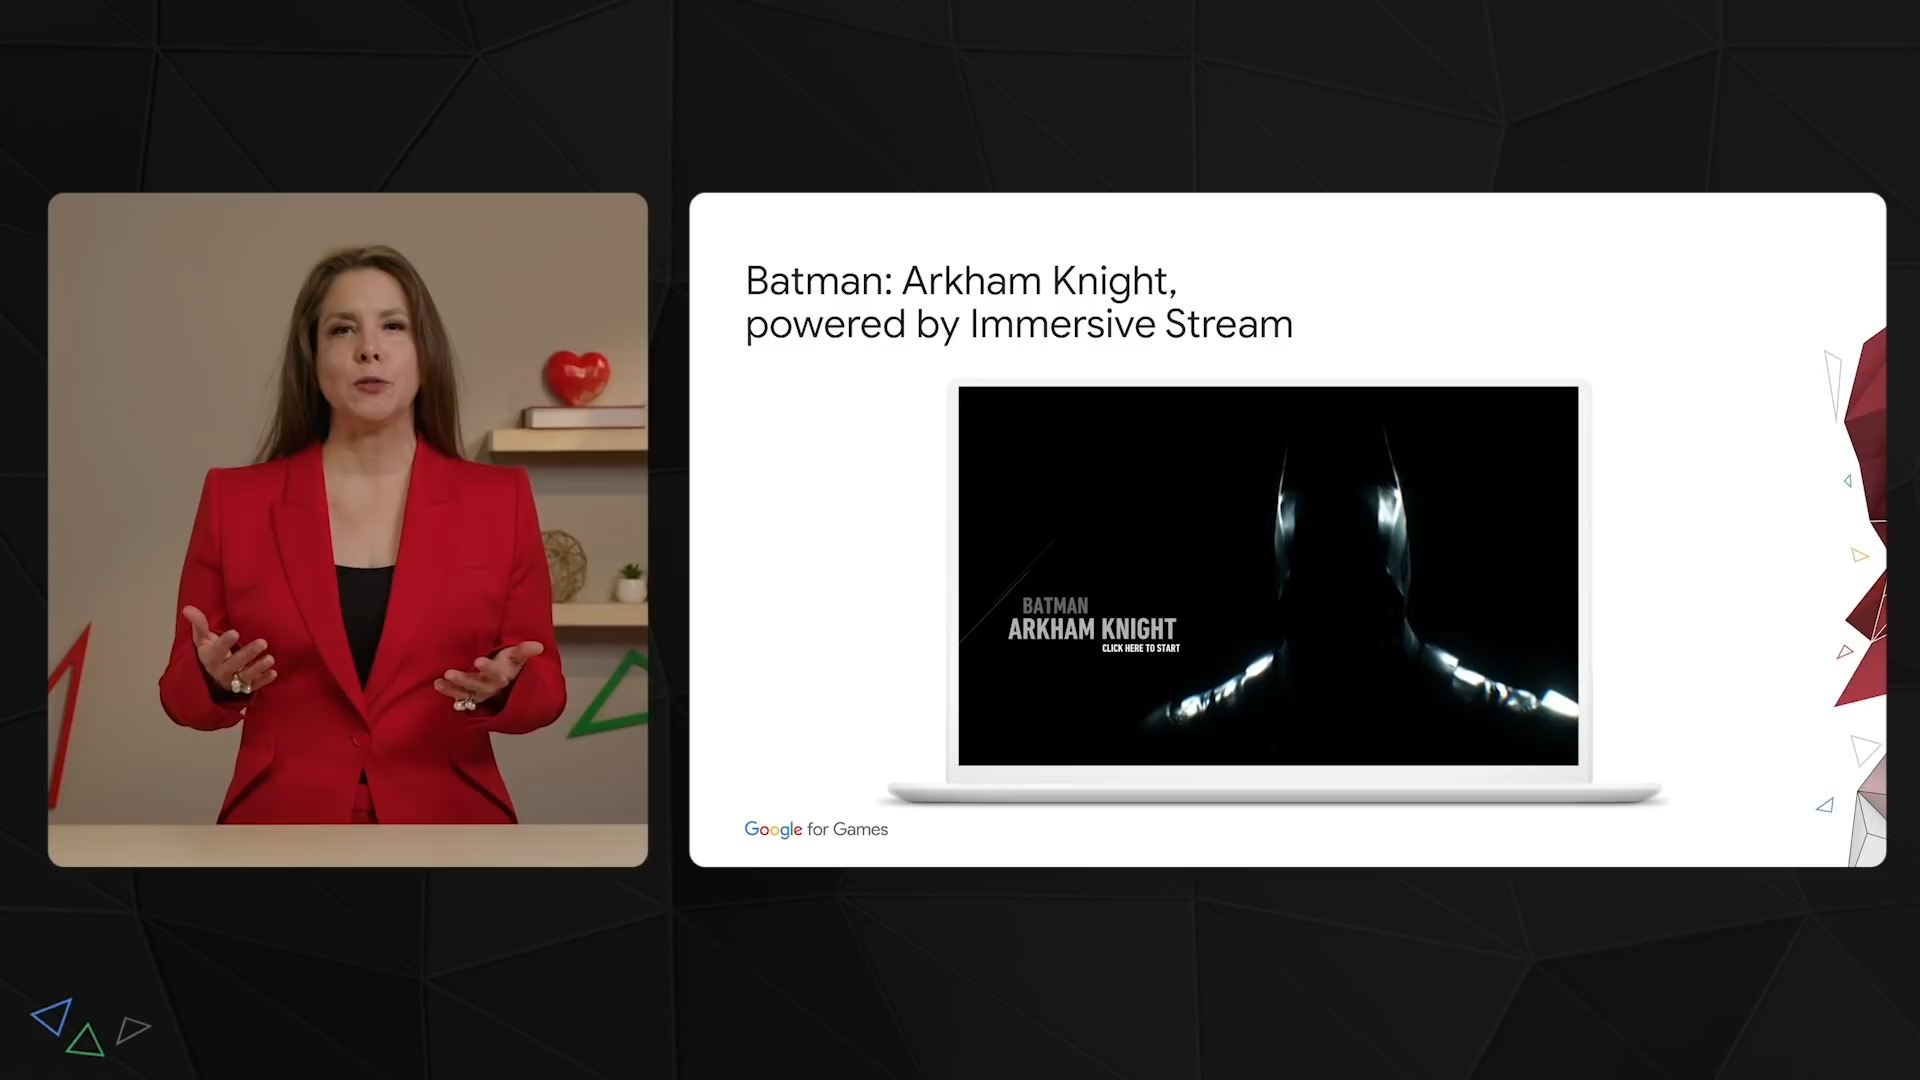 Batman: Arkham Knight,
powered by Immersive Stream
BATMAN
ARKHAM KNIGHT
CLICK HERE TO START
Google for Games